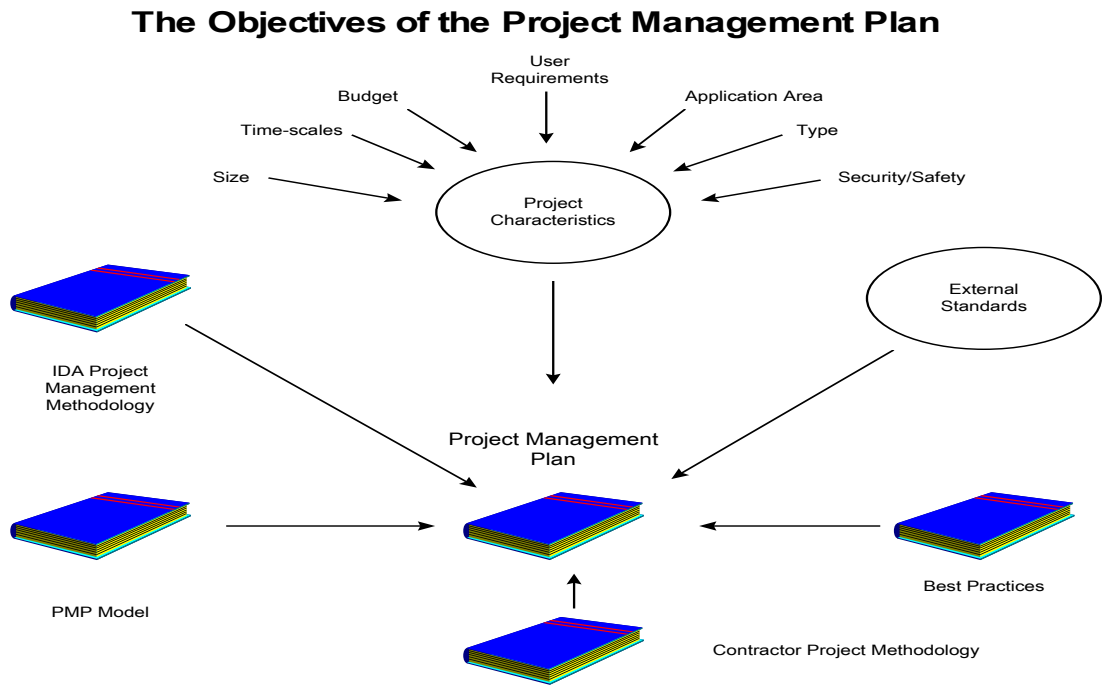 The Objectives of the Project Management Plan
User
Requirements
Budget
Application Area
Time-scales
Type
Size
Security/Safety
Project
Characteristics
External
Standards
IDA Project
Management
Methodology
Project Management
Plan
PMP Model
Best Practices
Contractor Project Methodology